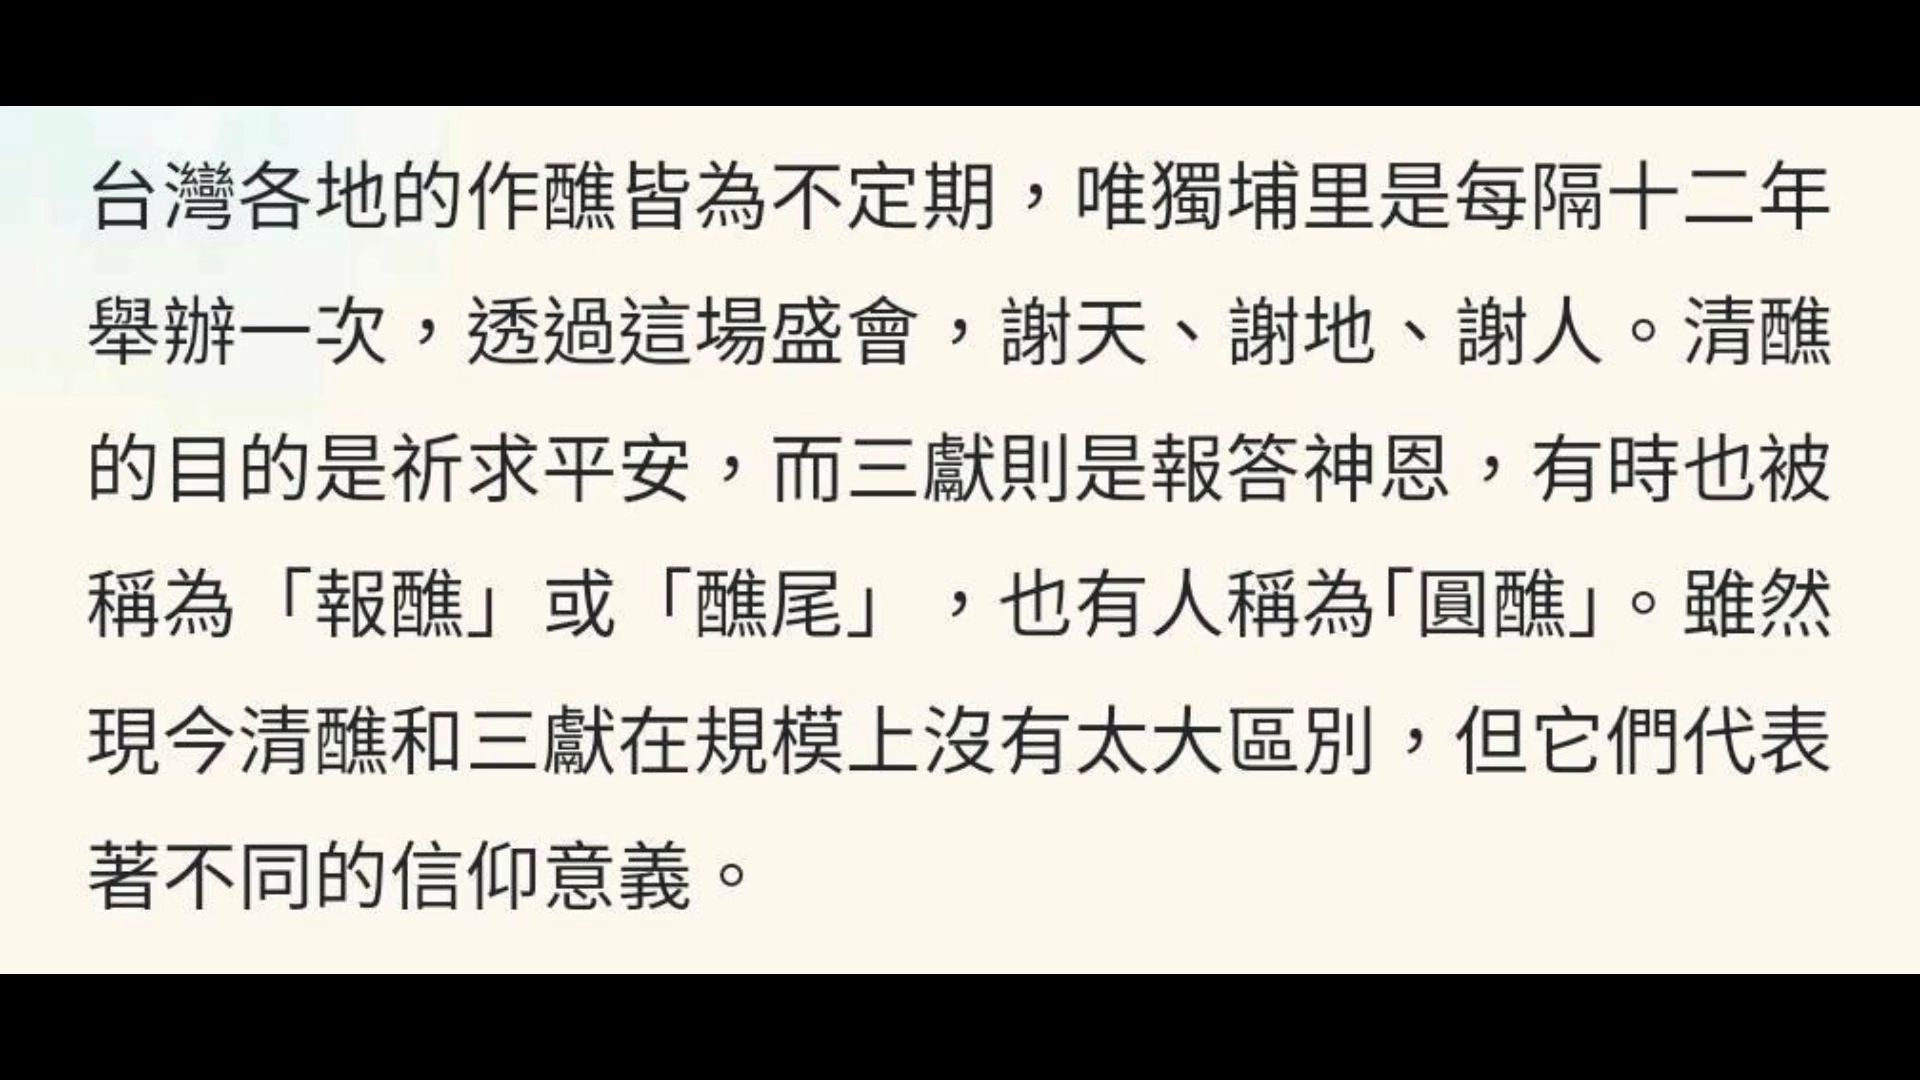 台灣各地的作醮皆為不定期，唯獨埔里是每隔十二年
舉辦一次，透過這場盛會，謝天、謝地、謝人。清醮
的目的是祈求平安，而三獻則是報答神恩，有時也被
稱為「報醮」或「醮尾」，也有人稱為「圓醮」。雖然
現今清醮和三獻在規模上沒有太大區別，但它們代表
著不同的信仰意義。